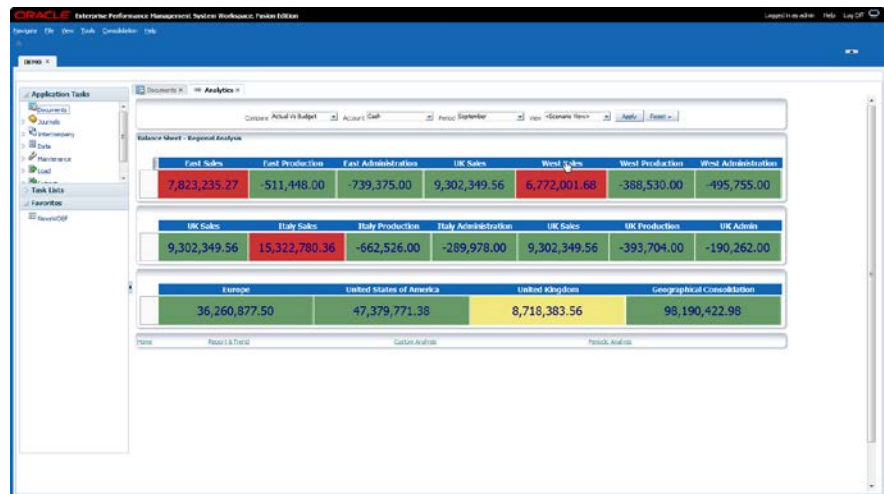 ORACLE Enterprise Performance Management System Workspace, Fusion Edition Logged in as admin Help Log Off
Navigate File View Tools Consolidation Help
DEMO ×
Application Tasks
Documents
Journals
Intercompany
Data
Maintenance
Load
Task Lists
Favorites
Documents × Analytics ×
Compare Actual Vs Budget Account Cash Period September View <Scenario View> Apply Reset
Balance Sheet - Regional Analysis
East Sales East Production East Administration UK Sales West Sales West Production West Administration
7,823,235.27 -511,448.00 -739,375.00 9,302,349.56 6,772,001.68 -388,530.00 -495,755.00
UK Sales Italy Sales Italy Production Italy Administration UK Sales UK Production UK Admin
9,302,349.56 15,322,780.36 -662,526.00 -289,978.00 9,302,349.56 -393,704.00 -190,262.00
Europe United States of America United Kingdom Geographical Consolidation
36,260,877.50 47,379,771.38 8,718,383.56 98,190,422.98
Home Report & Trend Custom Analysis Periodic Analysis